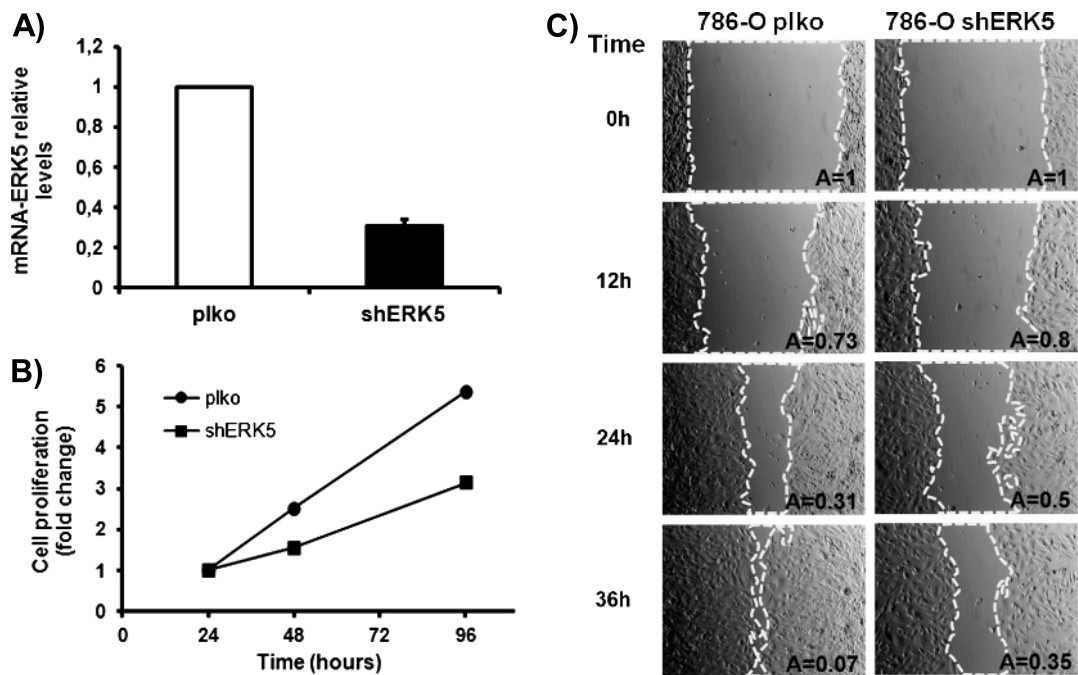 A)
mRNA-ERK5 relative
levels
1,2
1
0,8
0,6
0,4
0,2
0
plko
shERK5
B)
Cell proliferation
(fold change)
6
5
4
3
2
1
0
plko
shERK5
0
24
48
72
96
Time (hours)
C)
Time
786-O plko
786-O shERK5
0h
A=1
A=1
12h
A=0.73
A=0.8
24h
A=0.31
A=0.5
36h
A=0.07
A=0.35